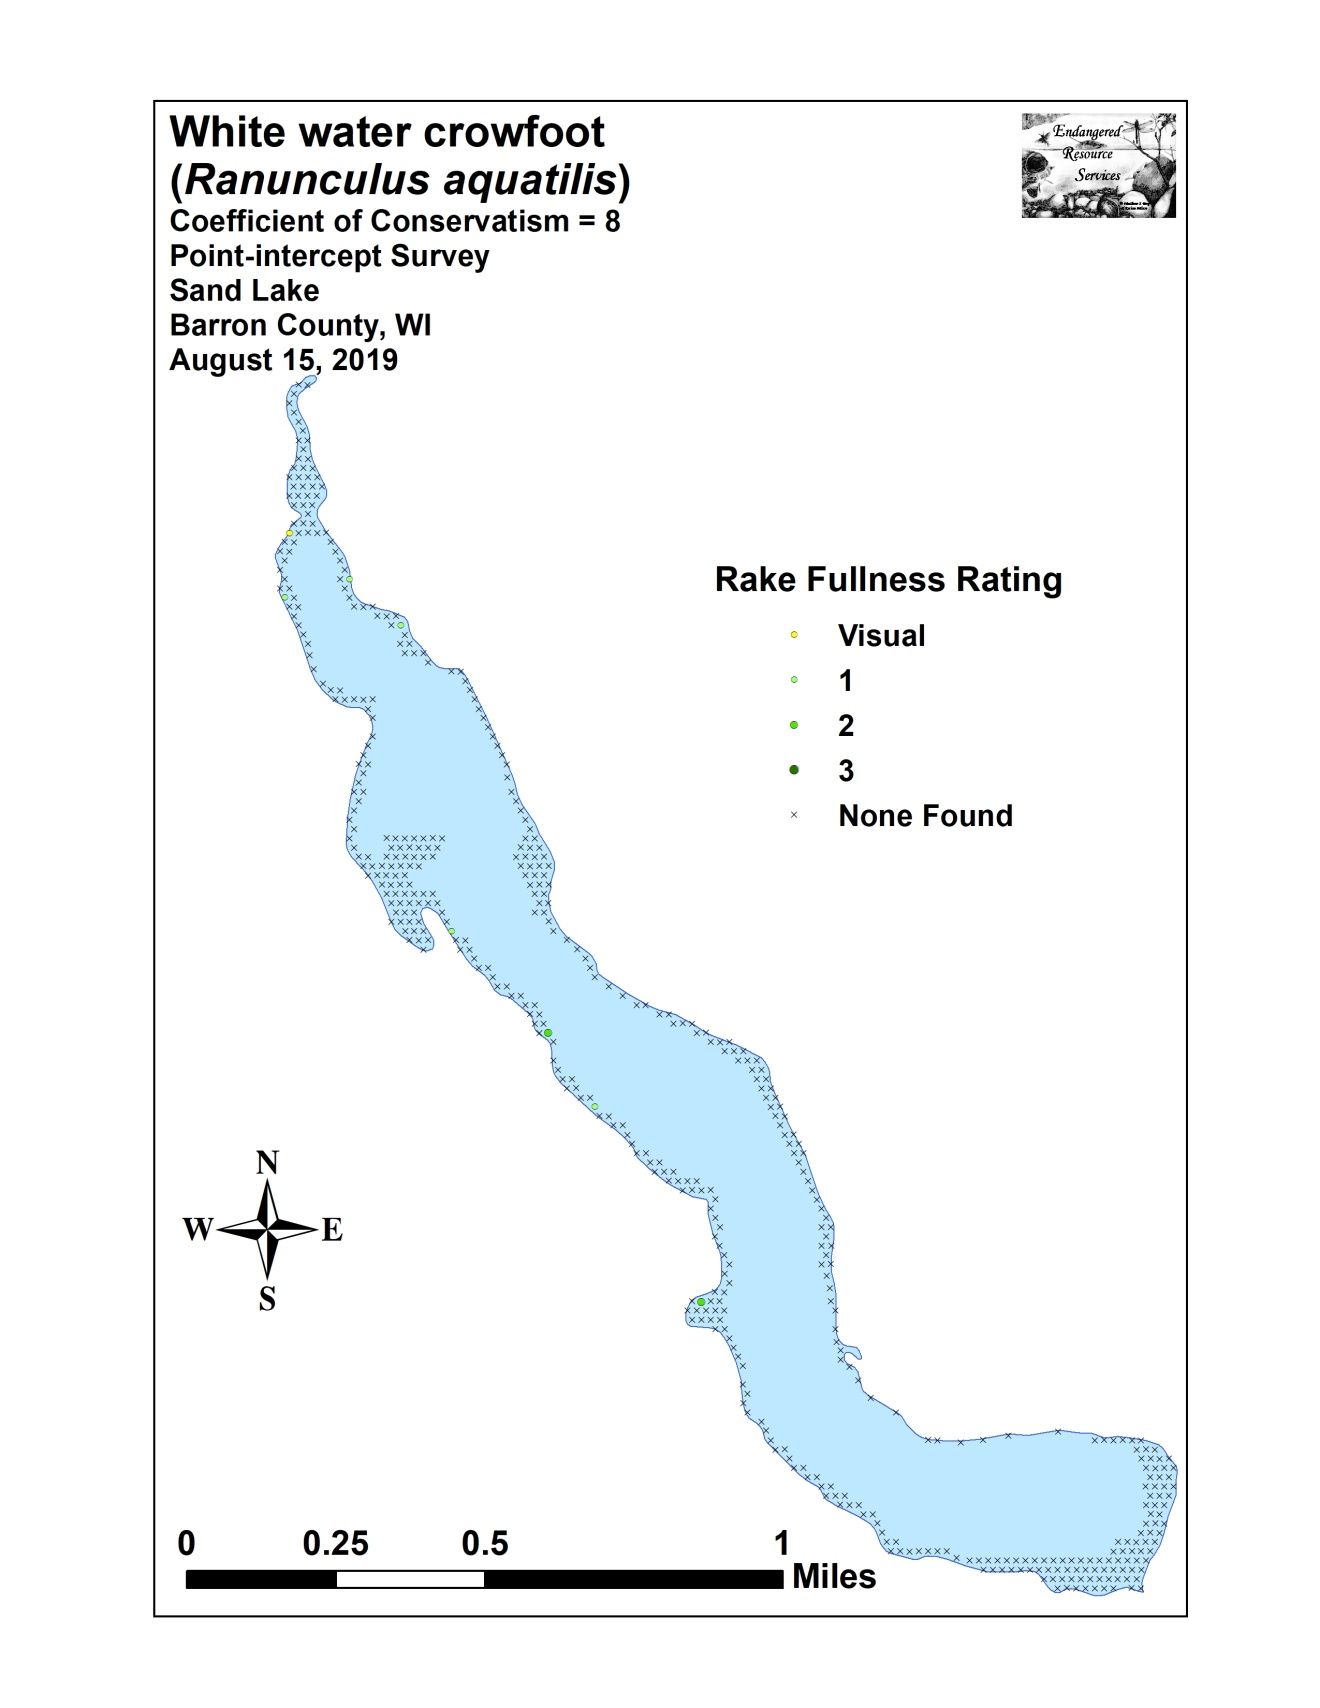 White water crowfoot
(Ranunculus aquatilis)
Coefficient of Conservatism = 8
Point-intercept Survey
Sand Lake
Barron County, WI
August 15, 2019
Endangered
Resource
Services
Rake Fullness Rating
Visual
1
2
3
None Found
N
W E
S
0 0.25 0.5 1
Miles